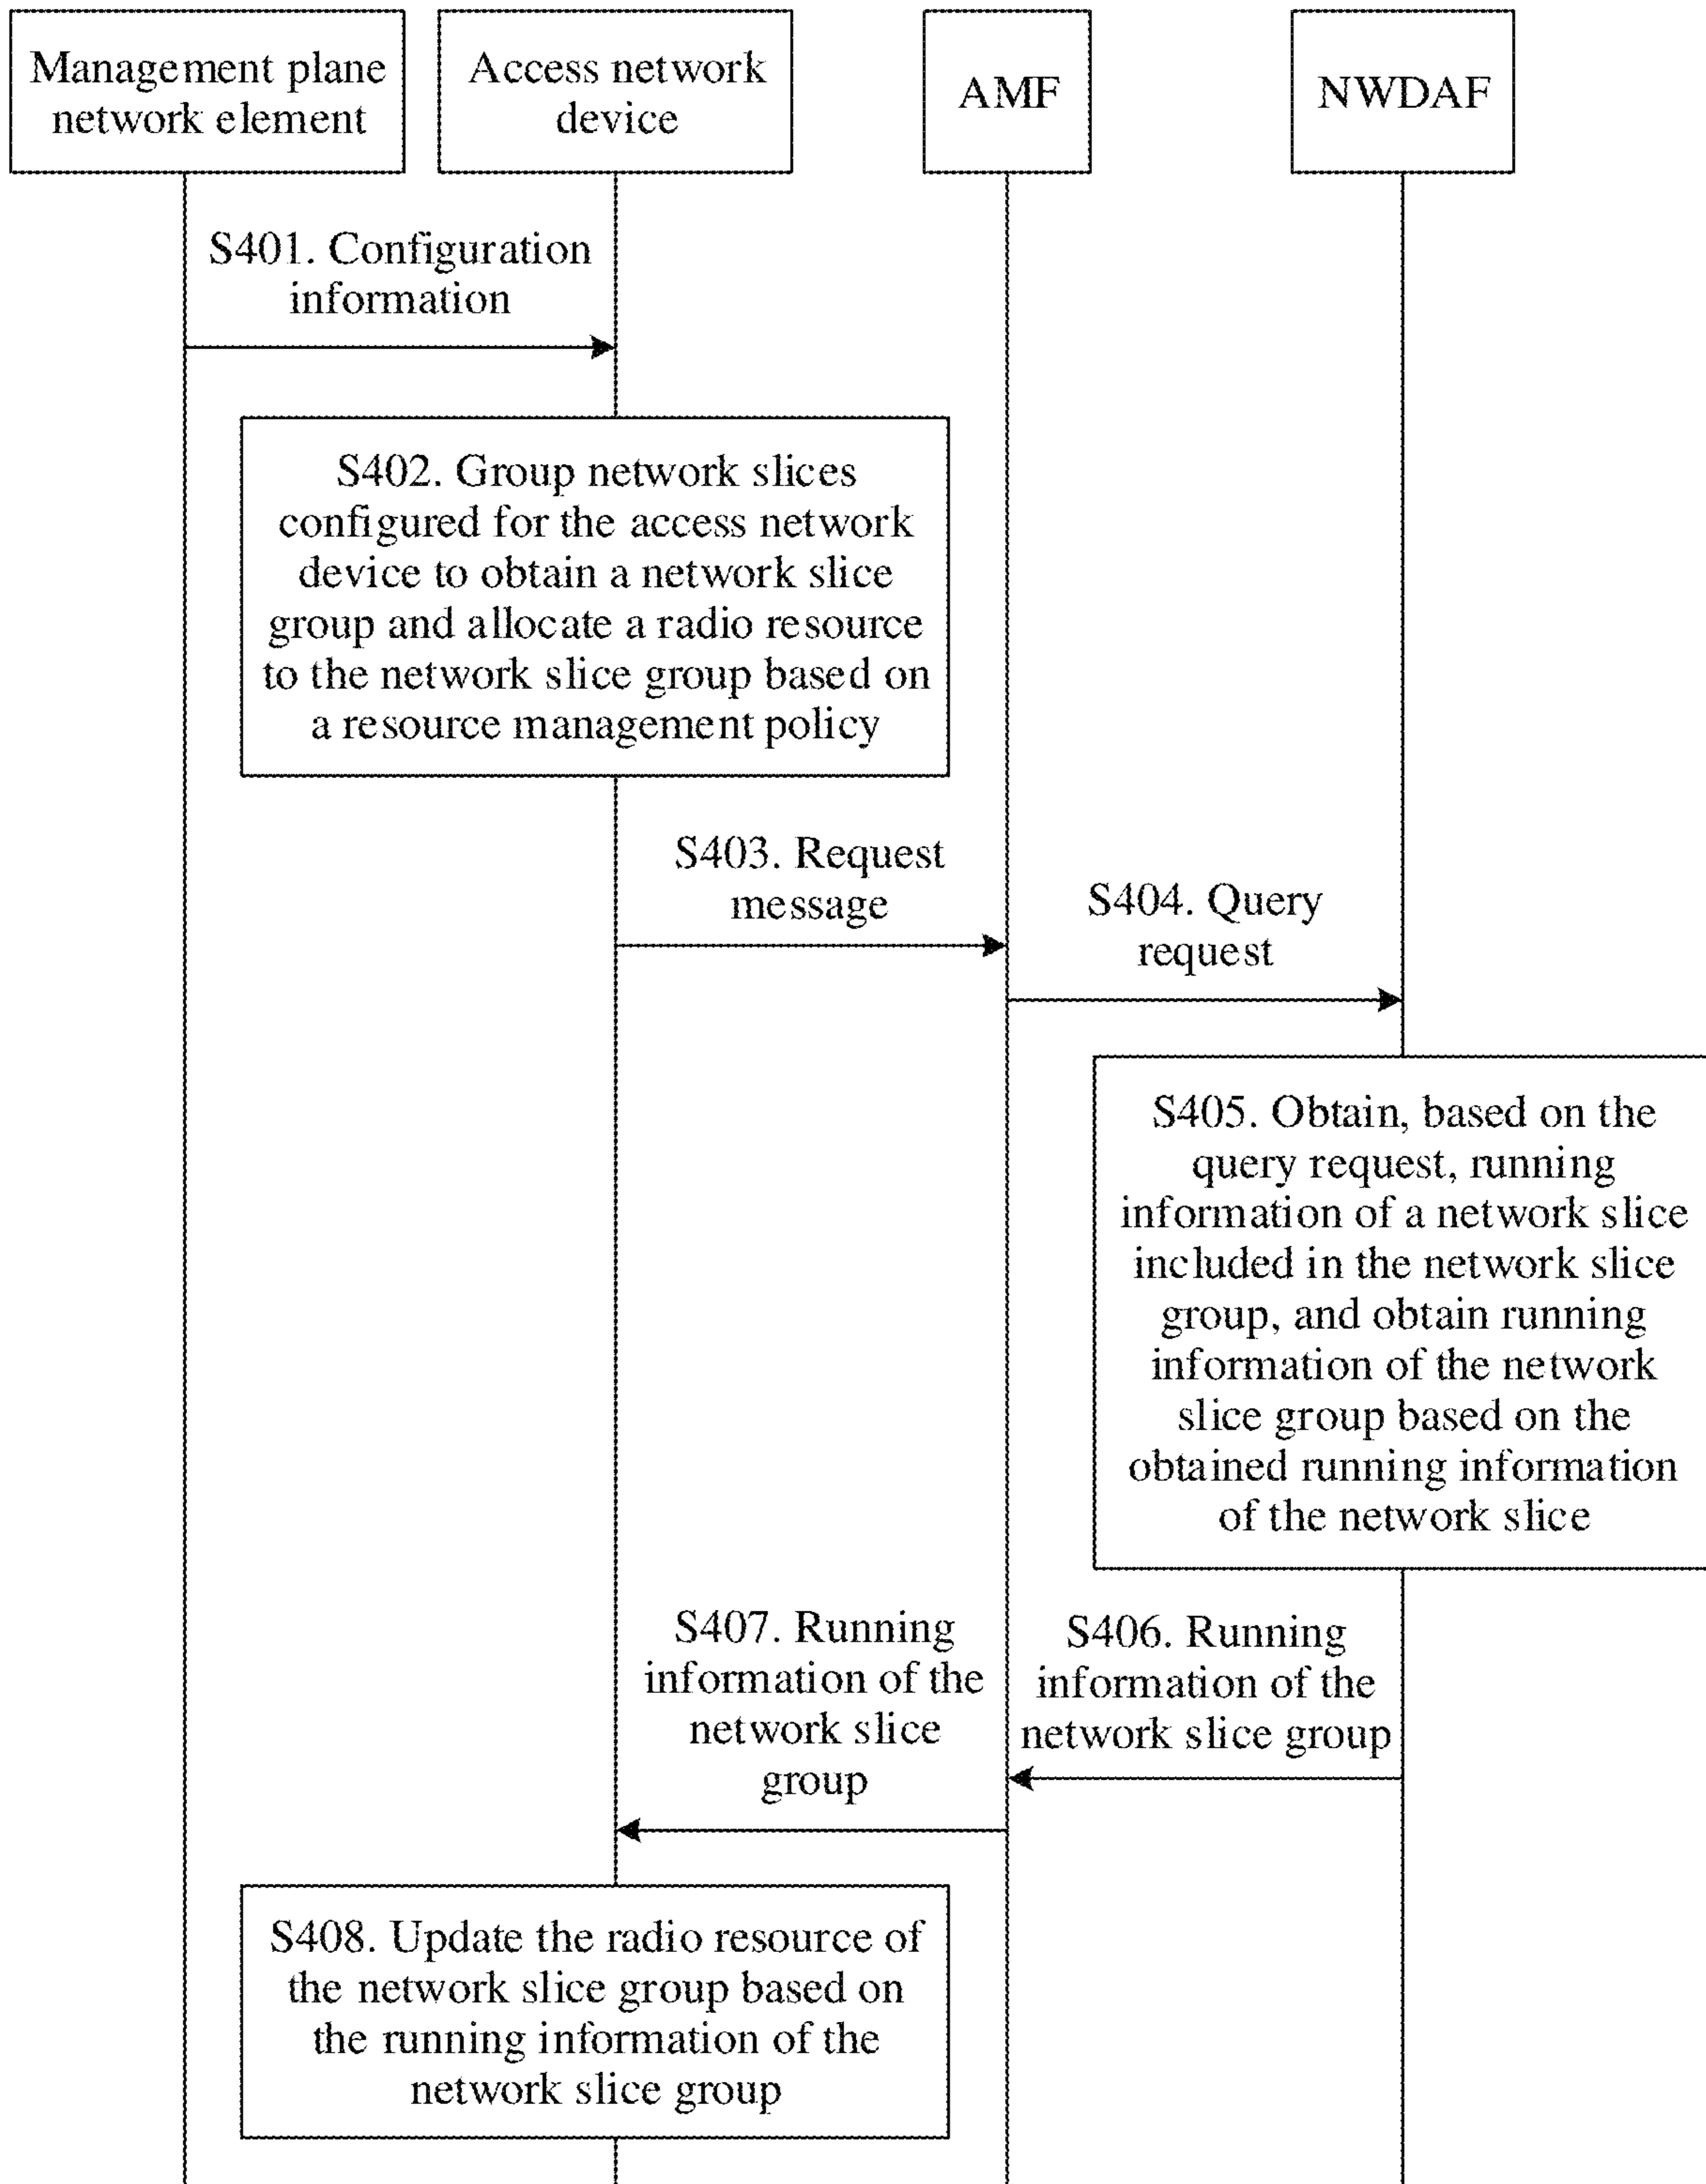 Management plane
network element
Access network
device
AMF
NWDAF
S401. Configuration
information
S402. Group network slices
configured for the access network
device to obtain a network slice
group and allocate a radio resource
to the network slice group based on
a resource management policy
S403. Request
message
S404. Query
request
S405. Obtain, based on the
query request, running
information of a network slice
included in the network slice
group, and obtain running
information of the network
slice group based on the
obtained running information
of the network slice
S406. Running
information of the
network slice group
S407. Running
information of the
network slice
group
S408. Update the radio resource of
the network slice group based on
the running information of the
network slice group